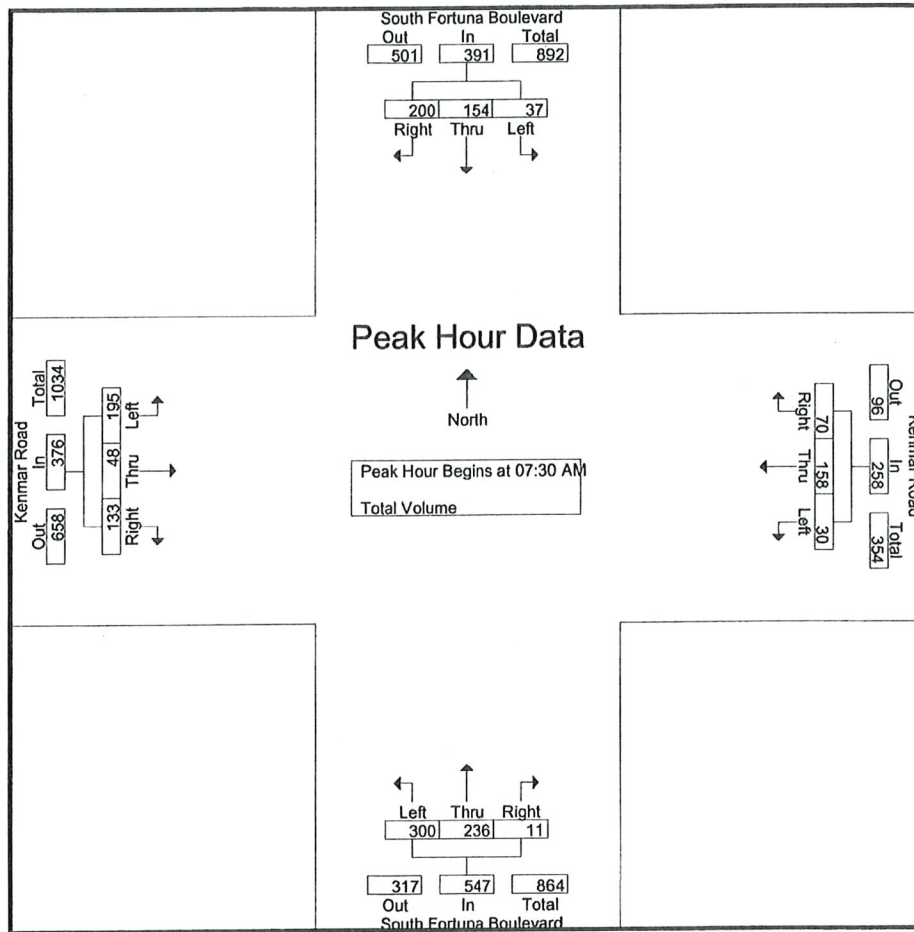 South Fortuna Boulevard
Out In Total
501 391 892
200 154 37
Right Thru Left
Peak Hour Data
North
Peak Hour Begins at 07:30 AM
Total Volume
Kenmar Road
Total In Out
1034 376 658
195 48 133
Left Thru Right
Right Thru Left
70 158 30
96 258 354
Out In Total
Kenmar Road
Left Thru Right
300 236 11
317 547 864
Out In Total
South Fortuna Boulevard